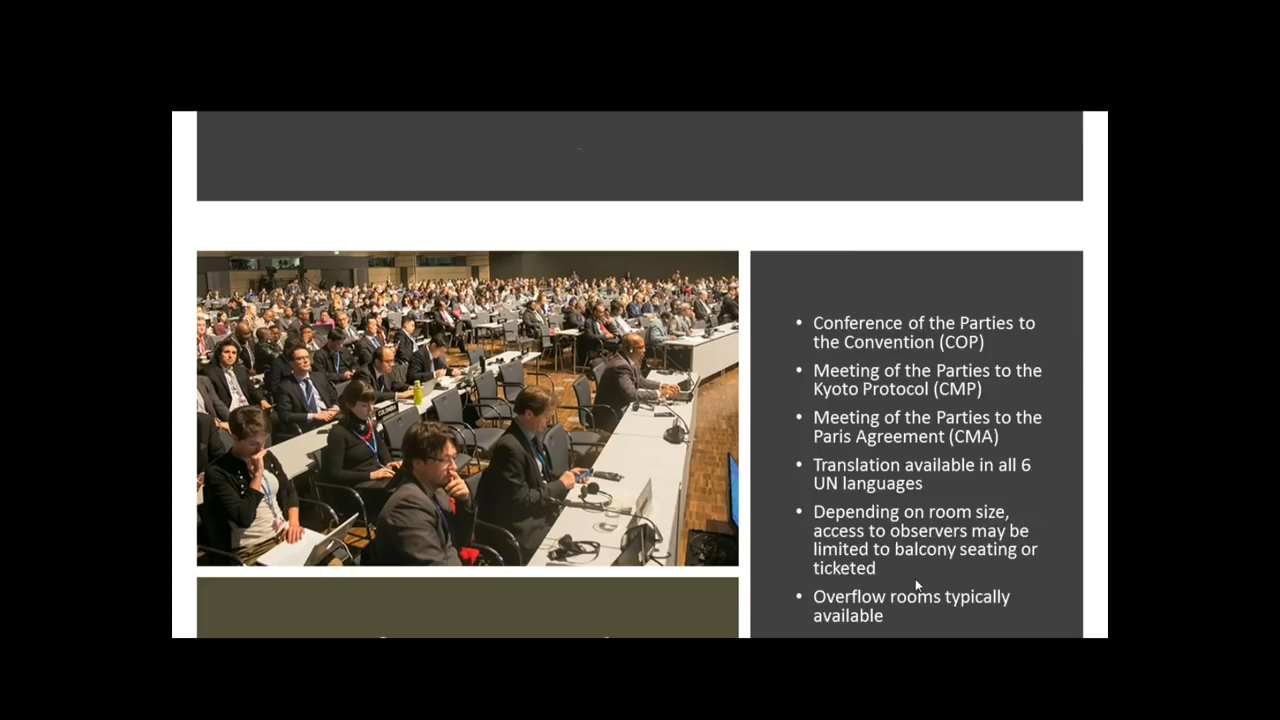 COLOMBIA
• Conference of the Parties to
the Convention (COP)
• Meeting of the Parties to the
Kyoto Protocol (CMP)
• Meeting of the Parties to the
Paris Agreement (CMA)
• Translation available in all 6
UN languages
• Depending on room size,
access to observers may be
limited to balcony seating or
ticketed
• Overflow rooms typically
available